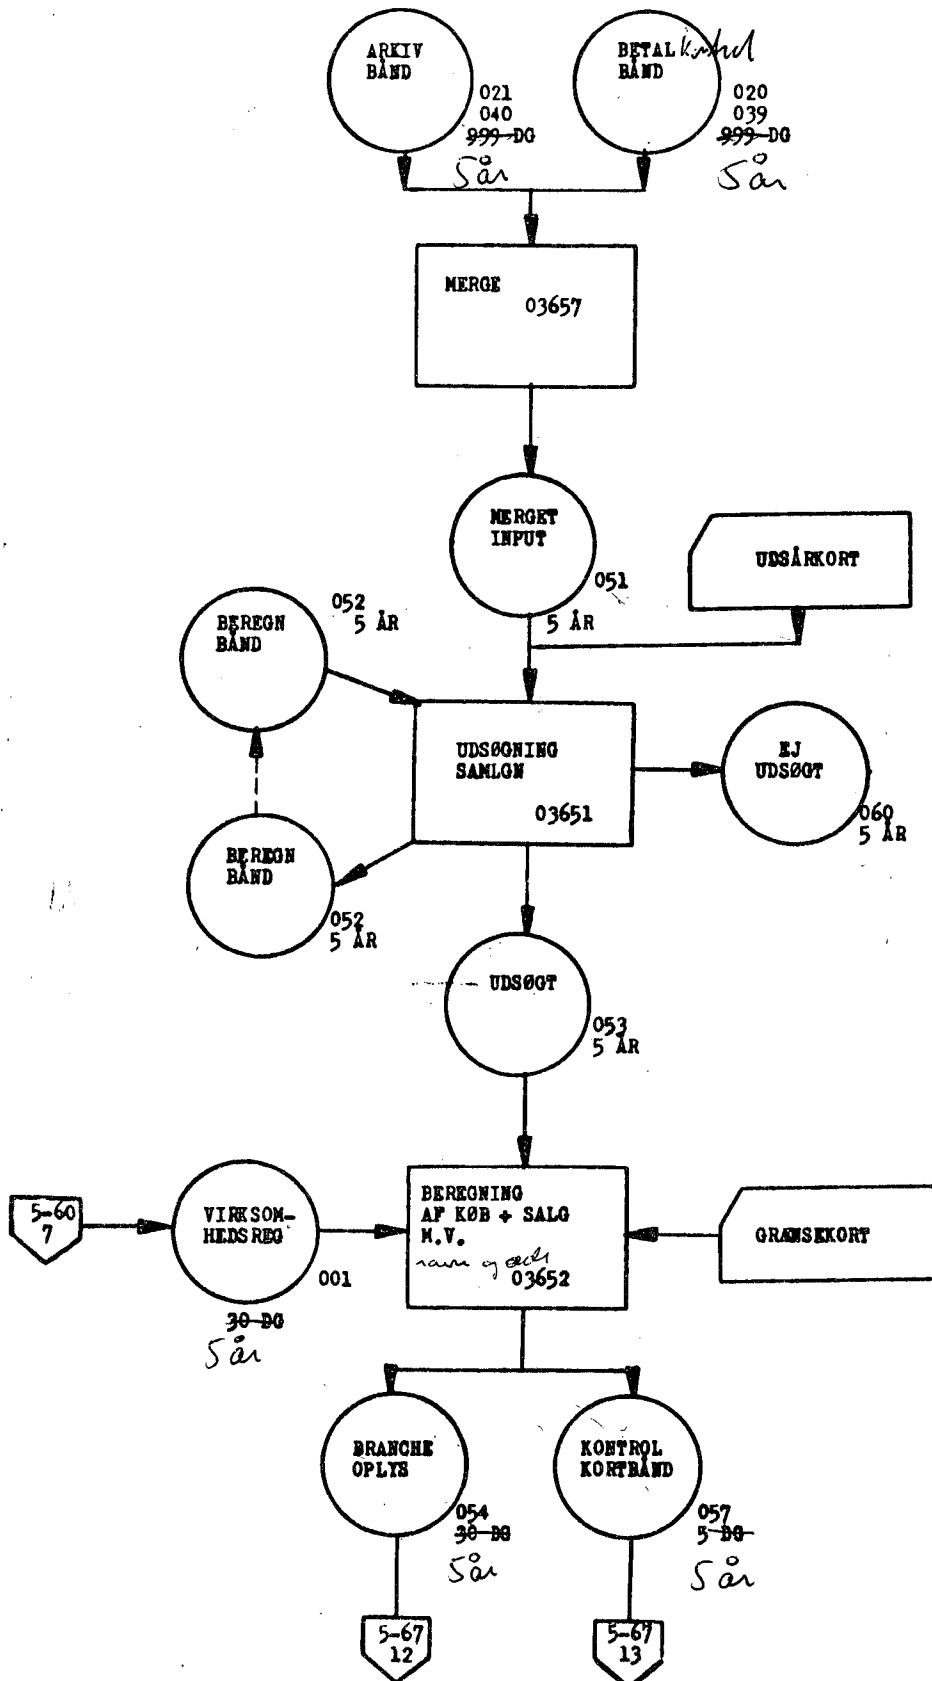 ARKIV
BÅND
021
040
999 DG
5 år
BETAL Kontrol
BÅND
020
039
999 DG
5 år
MERGE
03657
MERGET
INPUT
051
5 ÅR
UDSÅRKORT
BEREGN
BÅND
052
5 ÅR
UDSØGNING
SAMLGN
03651
EJ
UDSØGT
060
5 ÅR
BEREGN
BÅND
052
5 ÅR
UDSØGT
053
5 ÅR
5-60
7
VIRKSOM-
HEDSREG
001
30 DG
5 år
BEREGNING
AF KØB + SALG
M.V.
navn og
03652
GRÆNSEKORT
BRANCHE
OPLYS
054
30 DG
5 år
KONTROL
KORTBÅND
057
5 DG
5 år
5-67
12
5-67
13